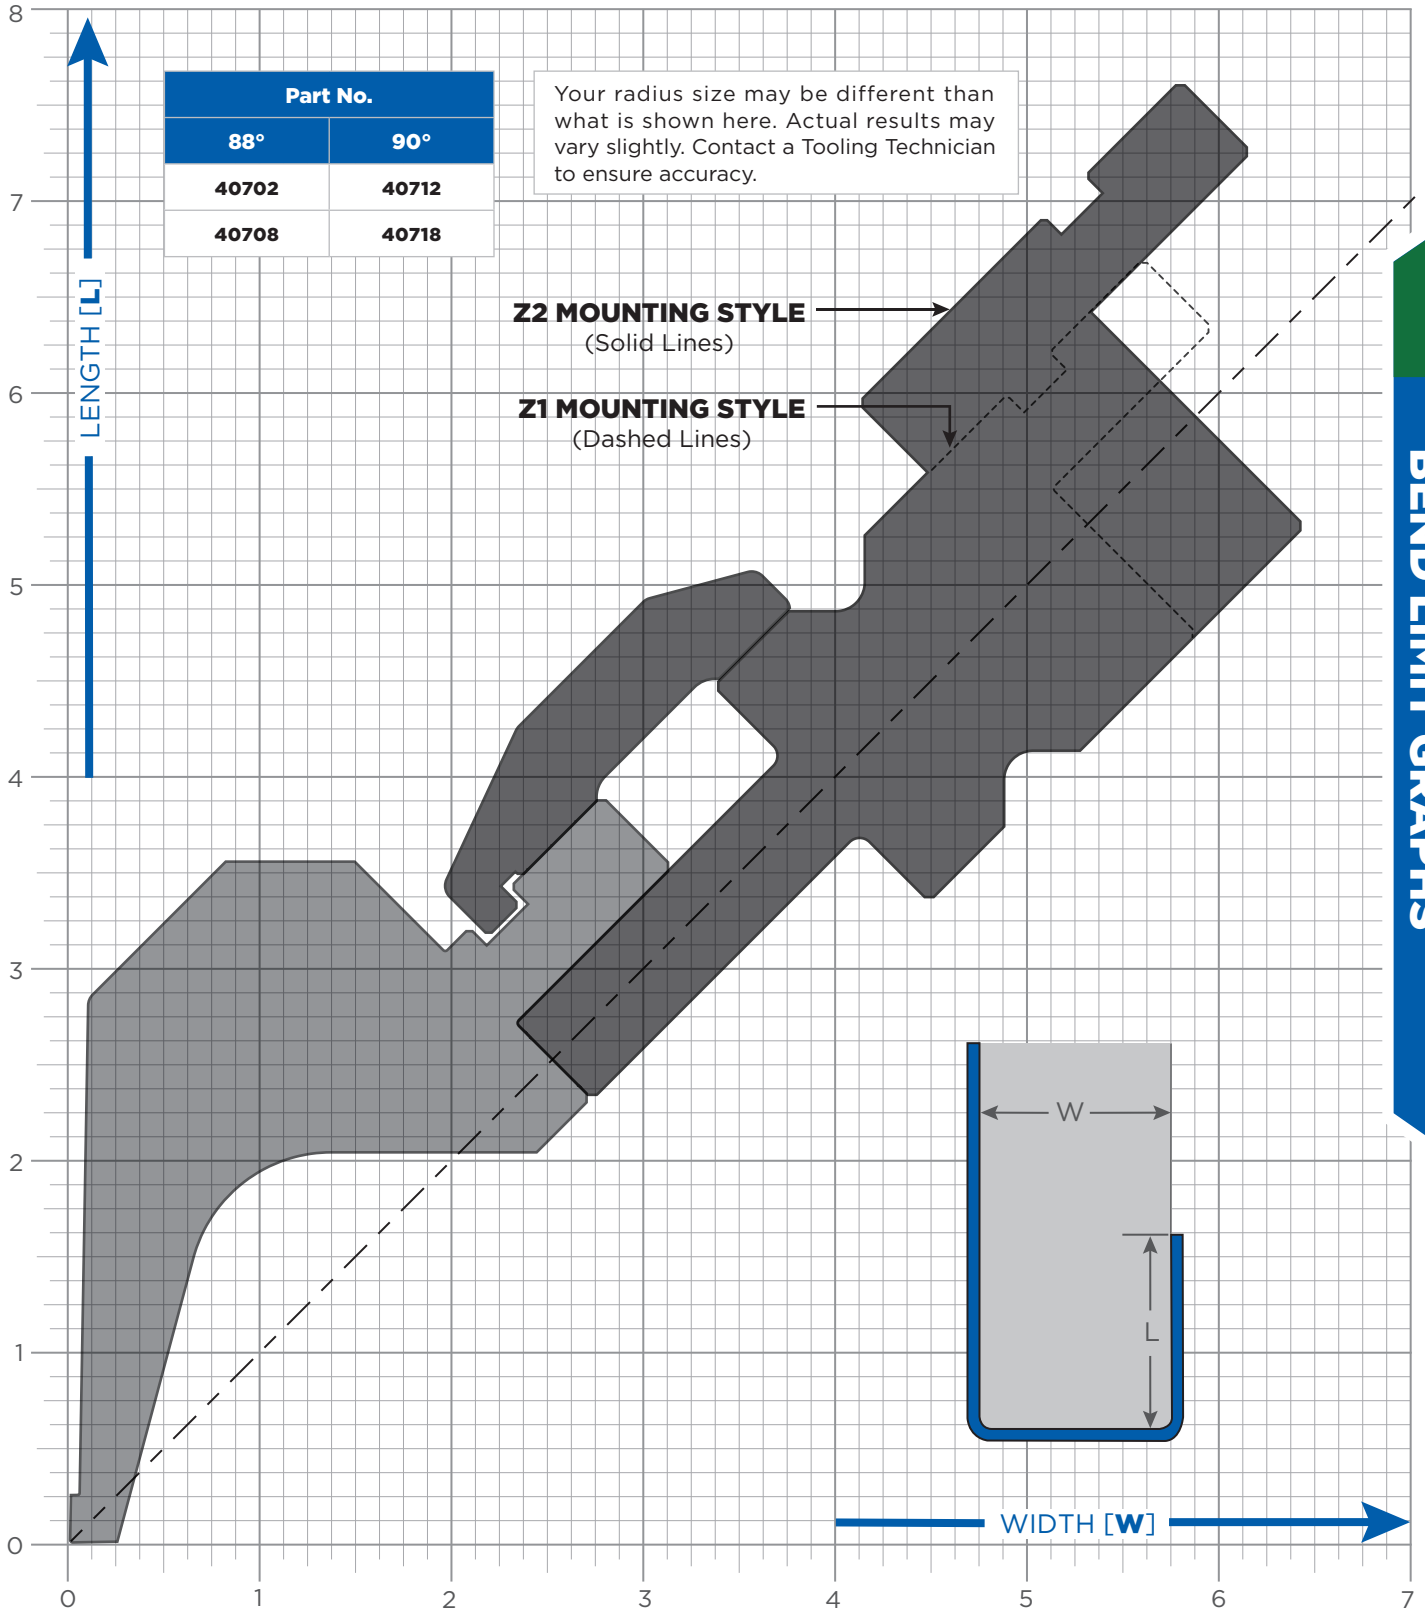 8
7
6
5
4
3
2
1
0
LENGTH [L]
Part No.
88° 90°
40702 40712
40708 40718
Your radius size may be different than
what is shown here. Actual results may
vary slightly. Contact a Tooling Technician
to ensure accuracy.
Z2 MOUNTING STYLE
(Solid Lines)
Z1 MOUNTING STYLE
(Dashed Lines)
BEND LIMIT GRAPHS
W
L
WIDTH [W]
0 1 2 3 4 5 6 7